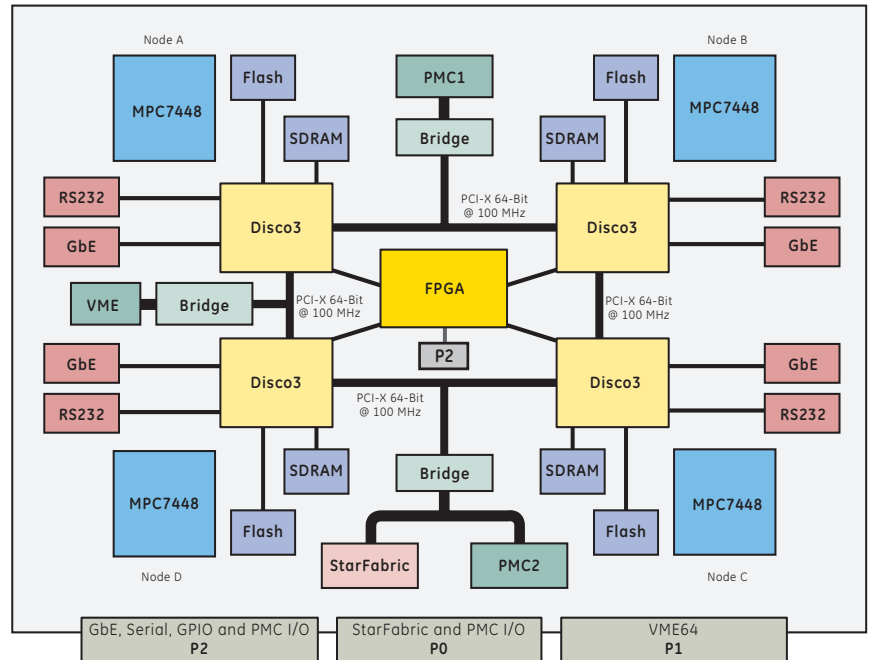 Node A
Node B
MPC7448
Flash
PMC1
Flash
MPC7448
SDRAM
Bridge
SDRAM
RS232
Disco3
PCI-X 64-Bit
@ 100 MHz
Disco3
RS232
GbE
GbE
FPGA
VME
Bridge
PCI-X 64-Bit
@ 100 MHz
PCI-X 64-Bit
@ 100 MHz
P2
GbE
Disco3
Disco3
GbE
PCI-X 64-Bit
@ 100 MHz
RS232
RS232
SDRAM
Bridge
SDRAM
MPC7448
Flash
Flash
MPC7448
StarFabric
PMC2
Node D
Node C
GbE, Serial, GPIO and PMC I/O
P2
StarFabric and PMC I/O
P0
VME64
P1